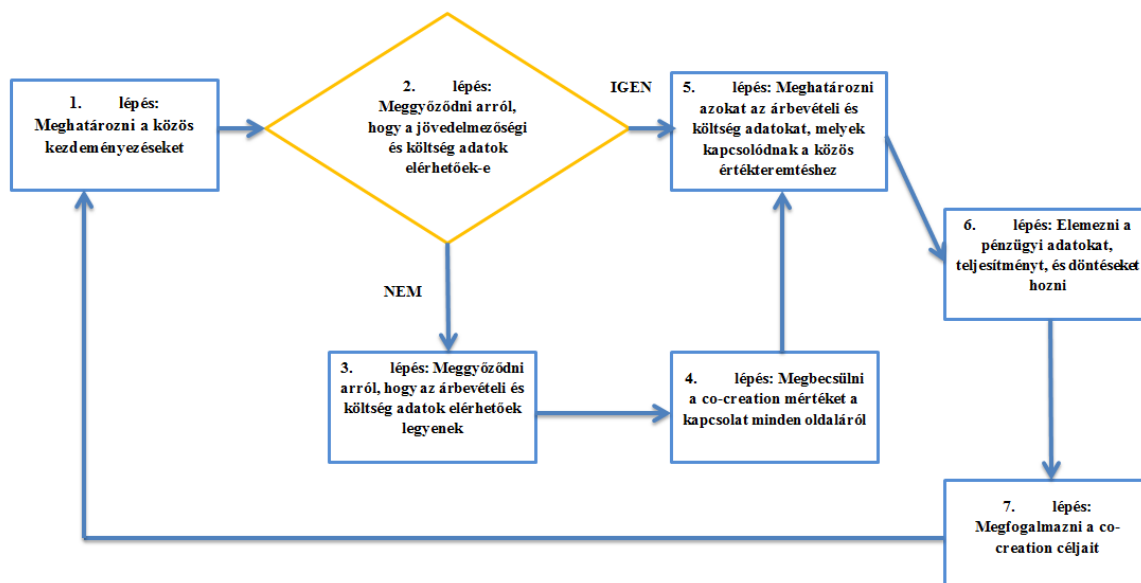 1. lépés:
Meghatározni a közös
kezdeményezéseket
2. lépés:
Meggyőződni arról,
hogy a jövedelmezőségi
és költség adatok
elérhetőek-e
IGEN
5. lépés: Meghatározni
azokat az árbevételi és
költség adatokat, melyek
kapcsolódnak a közös
értékteremtéshez
6. lépés: Elemezni a
pénzügyi adatokat,
teljesítményt, és döntéseket
hozni
NEM
3. lépés: Meggyőződni
arról, hogy az árbevételi és
költség adatok elérhetőek
legyenek
4. lépés: Megbecsülni
a co-creation mértéket a
kapcsolat minden oldaláról
7. lépés:
Megfogalmazni a co-
creation céljait